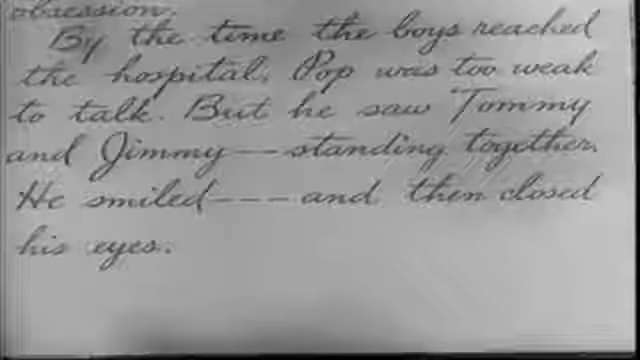 obsession.
By the time the boys reached
the hospital, Pop was too weak
to talk. But he saw Tommy
and Jimmy — standing together.
He smiled --- and then closed
his eyes.